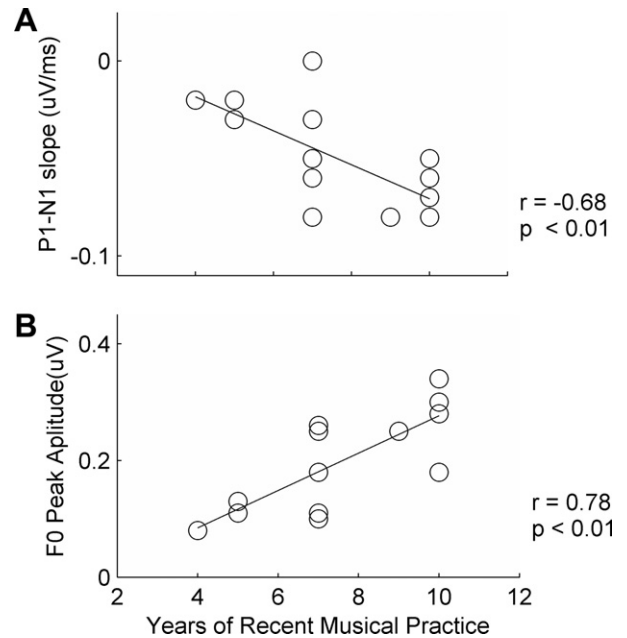 A
P1-N1 slope (uV/ms)
0
-0.1
r = -0.68
p < 0.01
B
F0 Peak Aplitude(uV)
0.4
0.2
0
r = 0.78
p < 0.01
2 4 6 8 10 12
Years of Recent Musical Practice